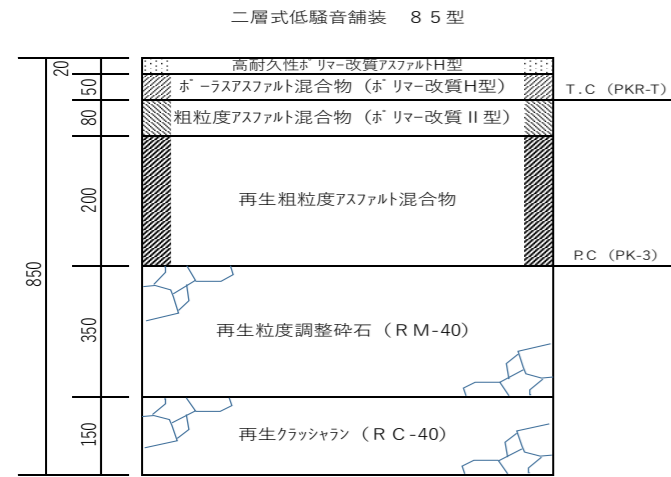 二層式低騒音舗装 85型
20
高耐久性ﾎﾟﾘﾏｰ改質ｱｽﾌｧﾙﾄH型
50
ﾎﾟｰﾗｽｱｽﾌｧﾙﾄ混合物 (ﾎﾟﾘﾏｰ改質H型)
T.C (PKR-T)
80
粗粒度ｱｽﾌｧﾙﾄ混合物 (ﾎﾟﾘﾏｰ改質II型)
200
再生粗粒度ｱｽﾌｧﾙﾄ混合物
P.C (PK-3)
850
350
再生粒度調整砕石 (RM-40)
150
再生ｸﾗｯｼｬﾗﾝ (RC-40)